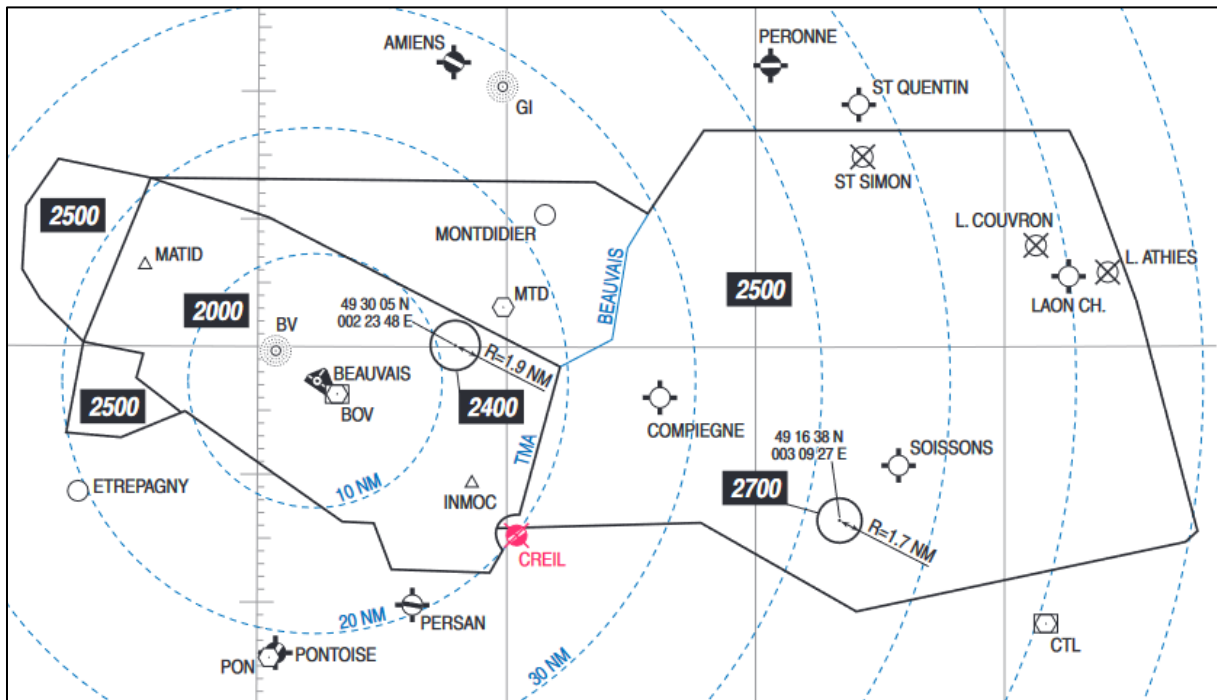 AMIENS
PERONNE
ST QUENTIN
GI
ST SIMON
2500
MONTDIDIER
L. COUVRON
MATID
L. ATHIES
BEAUVAIS
2500
LAON CH.
2000
49 30 05 N
002 23 48 E
MTD
BV
R=1.9 NM
BEAUVAIS
BOV
2500
2400
COMPIEGNE
TMA
49 16 38 N
003 09 27 E
SOISSONS
ETREPAGNY
10 NM
INMOC
2700
R=1.7 NM
CREIL
20 NM
PERSAN
PON
PONTOISE
30 NM
CTL